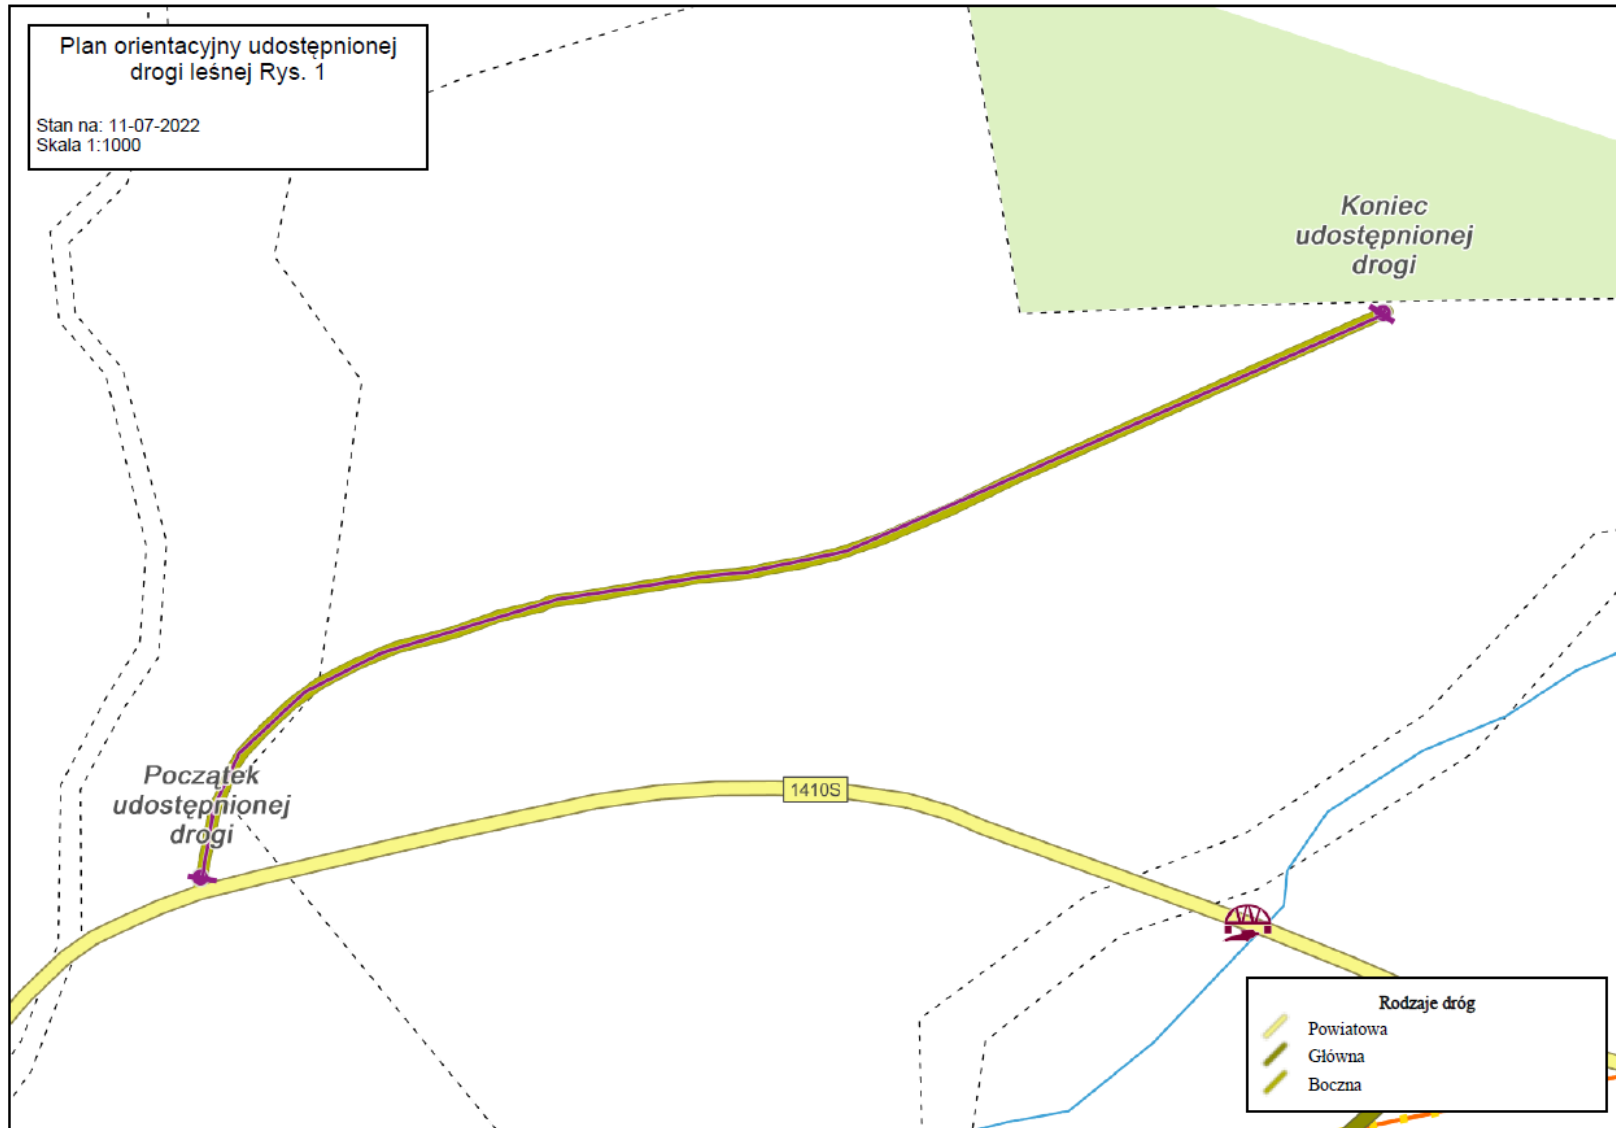 Plan orientacyjny udostępnionej
drogi leśnej Rys. 1
Stan na: 11-07-2022
Skala 1:1000
Koniec
udostępnionej
drogi
Początek
udostępnionej
drogi
1410S
Rodzaje dróg
Powiatowa
Główna
Boczna